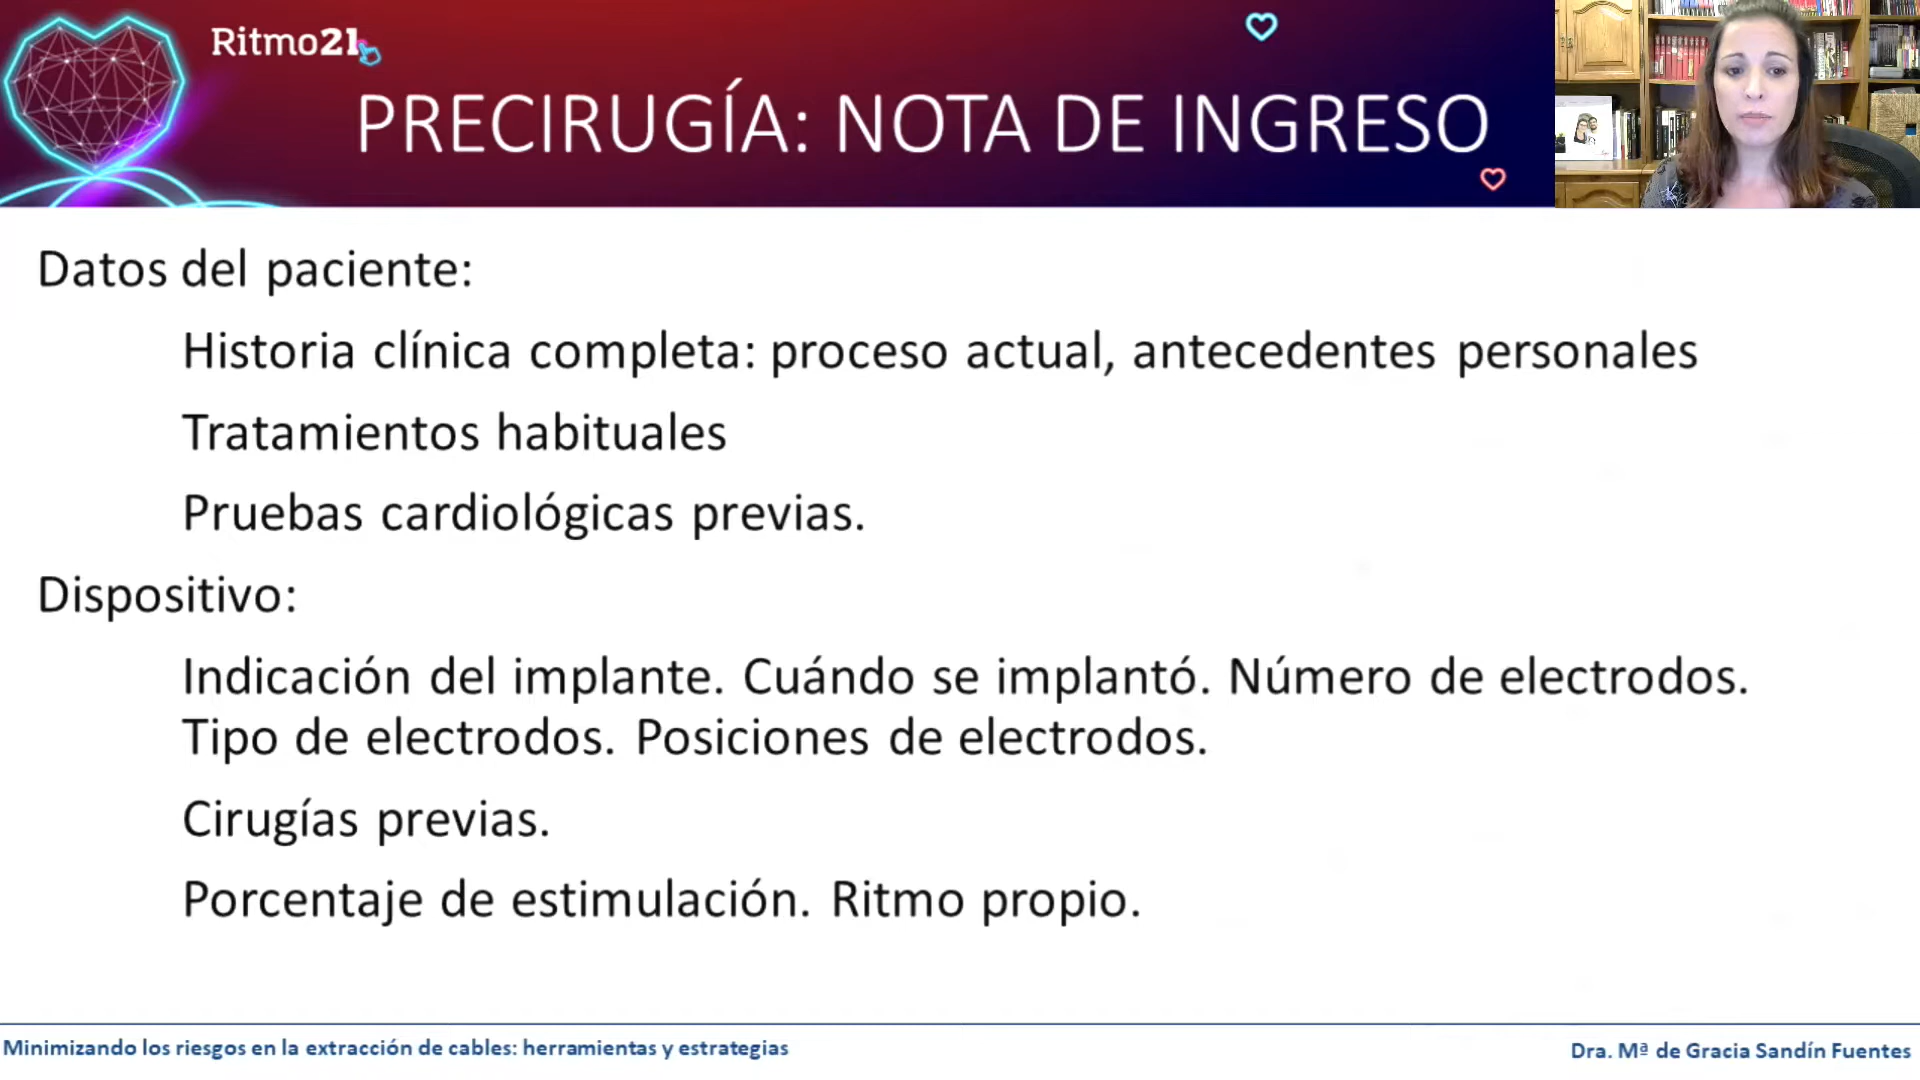 Ritmo21
PRECIRUGÍA: NOTA DE INGRESO
Datos del paciente:
Historia clínica completa: proceso actual, antecedentes personales
Tratamientos habituales
Pruebas cardiológicas previas.
Dispositivo:
Indicación del implante. Cuándo se implantó. Número de electrodos.
Tipo de electrodos. Posiciones de electrodos.
Cirugías previas.
Porcentaje de estimulación. Ritmo propio.
Minimizando los riesgos en la extracción de cables: herramientas y estrategias
Dra. Mª de Gracia Sandín Fuentes